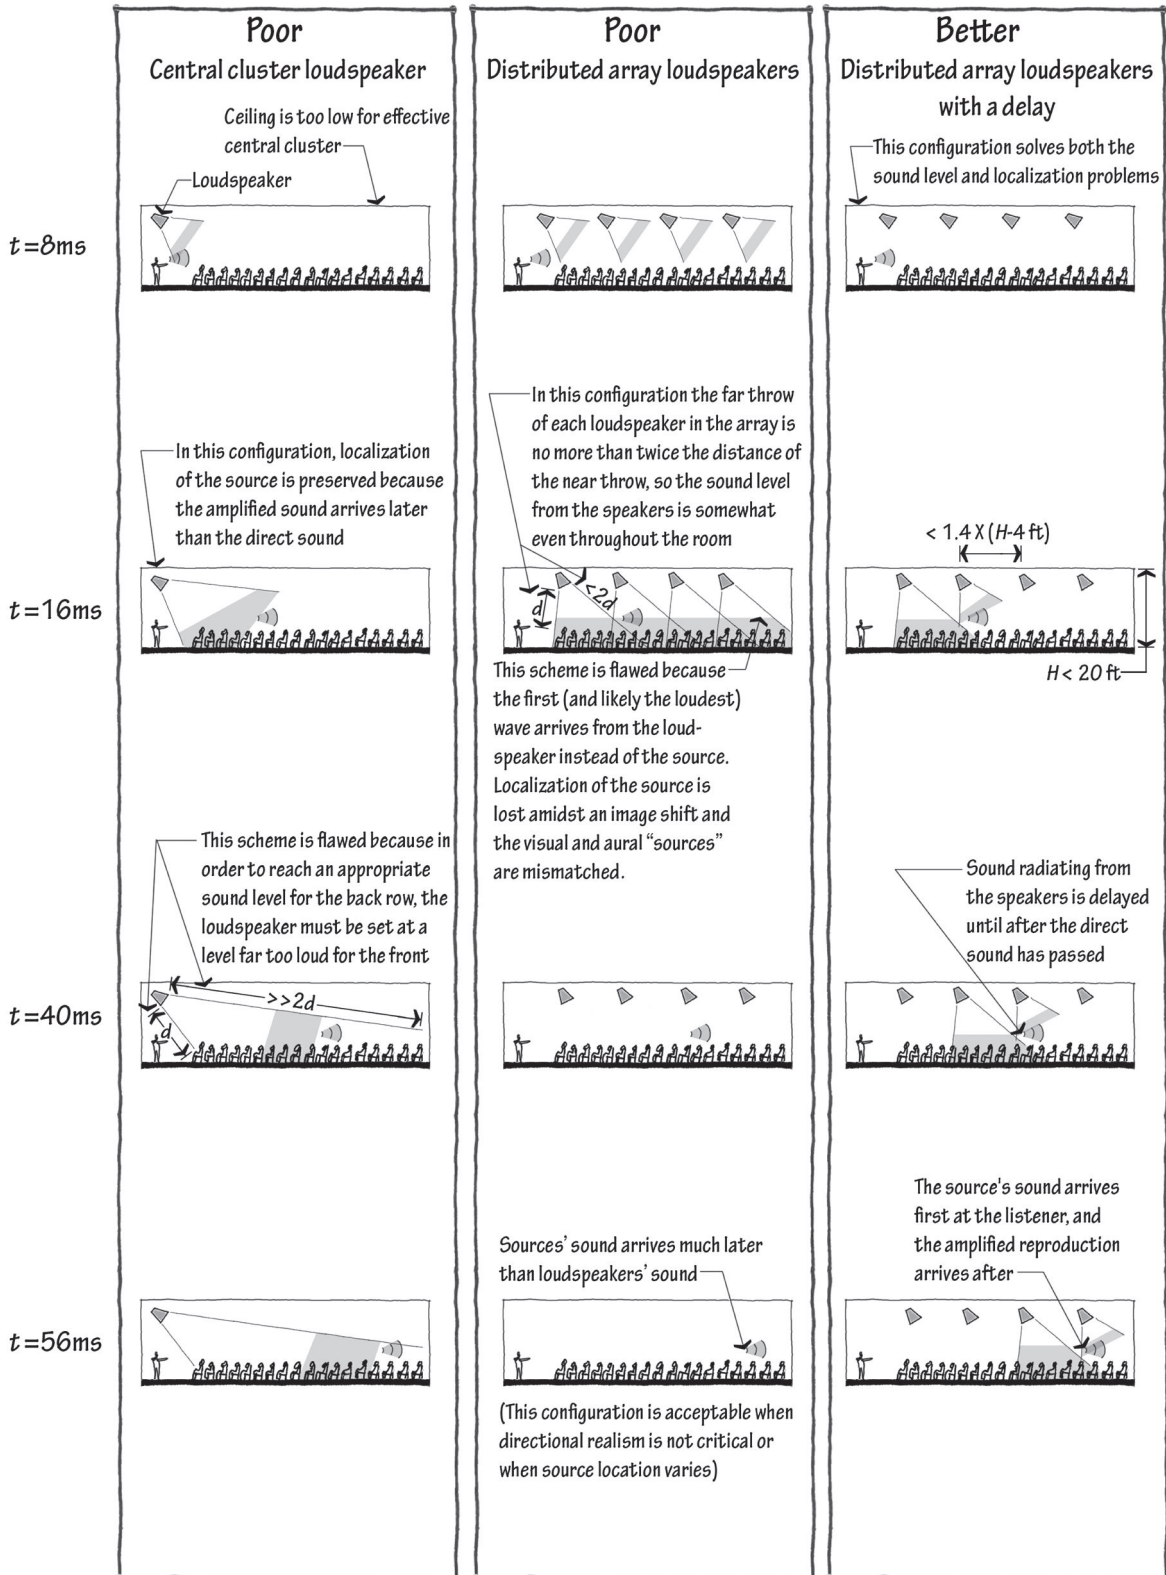 Poor
Central cluster loudspeaker
Ceiling is too low for effective
central cluster
Loudspeaker
Poor
Distributed array loudspeakers
Better
Distributed array loudspeakers
with a delay
This configuration solves both the
sound level and localization problems
t=8ms
In this configuration, localization
of the source is preserved because
the amplified sound arrives later
than the direct sound
In this configuration the far throw
of each loudspeaker in the array is
no more than twice the distance of
the near throw, so the sound level
from the speakers is somewhat
even throughout the room
< 1.4 X (H-4 ft)
t=16ms
d
<2d
H < 20 ft
This scheme is flawed because
the first (and likely the loudest)
wave arrives from the loud-
speaker instead of the source.
Localization of the source is
lost amidst an image shift and
the visual and aural “sources”
are mismatched.
This scheme is flawed because in
order to reach an appropriate
sound level for the back row, the
loudspeaker must be set at a
level far too loud for the front
Sound radiating from
the speakers is delayed
until after the direct
sound has passed
t=40ms
>>2d
d
The source's sound arrives
first at the listener, and
the amplified reproduction
arrives after
Sources’ sound arrives much later
than loudspeakers’ sound
t=56ms
(This configuration is acceptable when
directional realism is not critical or
when source location varies)